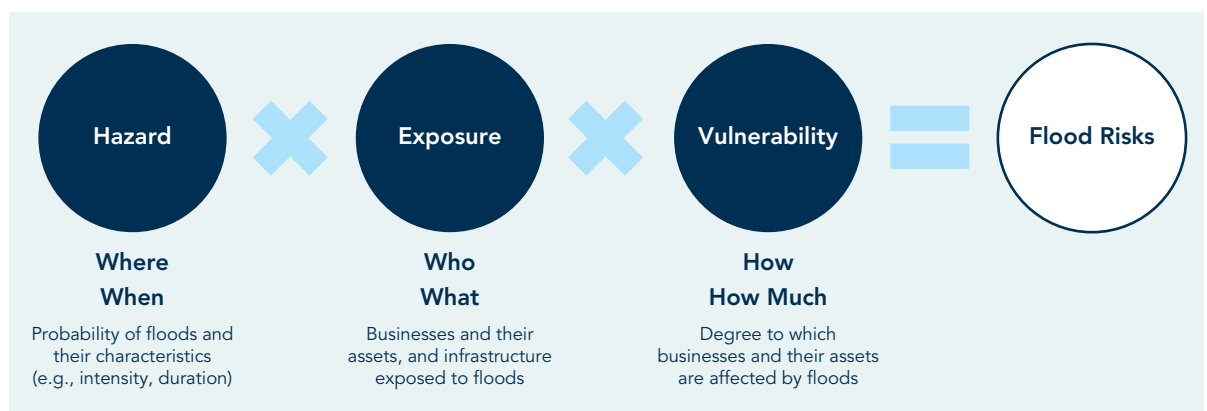 Hazard
Exposure
Vulnerability
Flood Risks
Where
When
Probability of floods and
their characteristics
(e.g., intensity, duration)
Who
What
Businesses and their
assets, and infrastructure
exposed to floods
How
How Much
Degree to which
businesses and their assets
are affected by floods